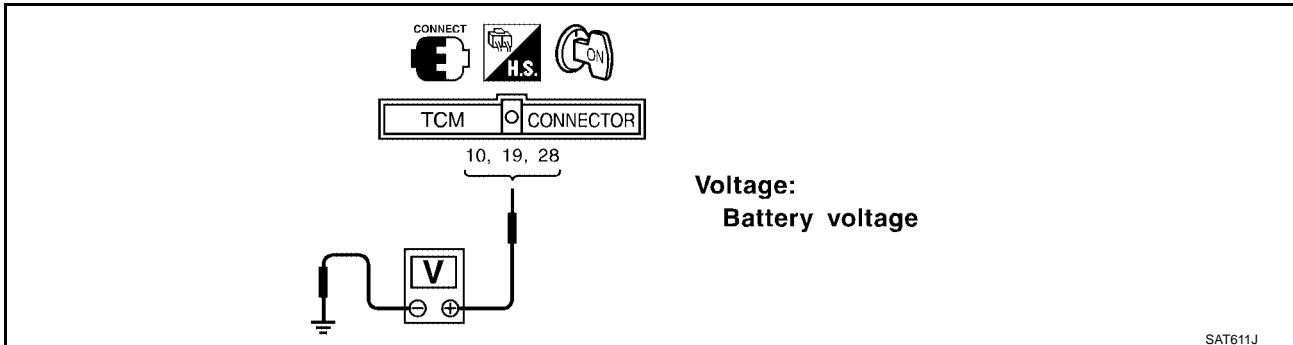 CONNECT
H.S.
ON
TCM CONNECTOR
10, 19, 28
Voltage:
Battery voltage
V
SAT611J